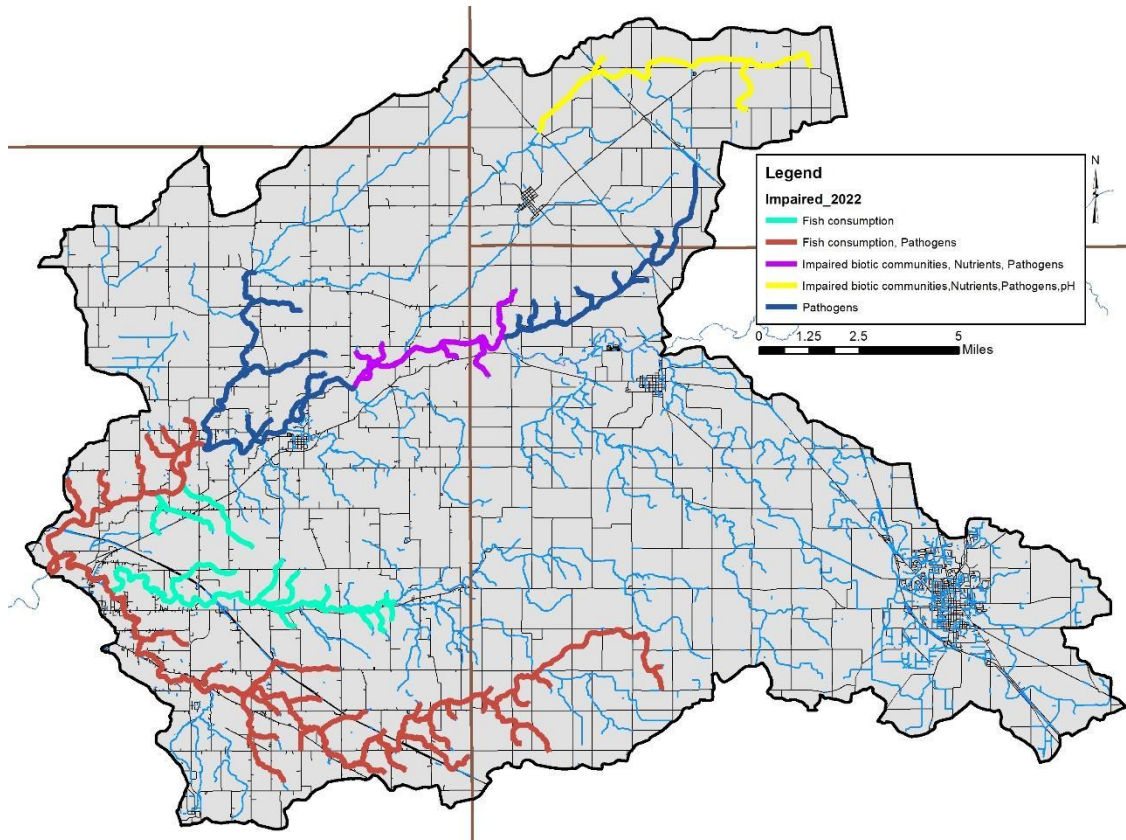 Legend
Impaired_2022
Fish consumption
Fish consumption, Pathogens
Impaired biotic communities, Nutrients, Pathogens
Impaired biotic communities,Nutrients,Pathogens,pH
Pathogens
N
0 1.25 2.5 5
Miles